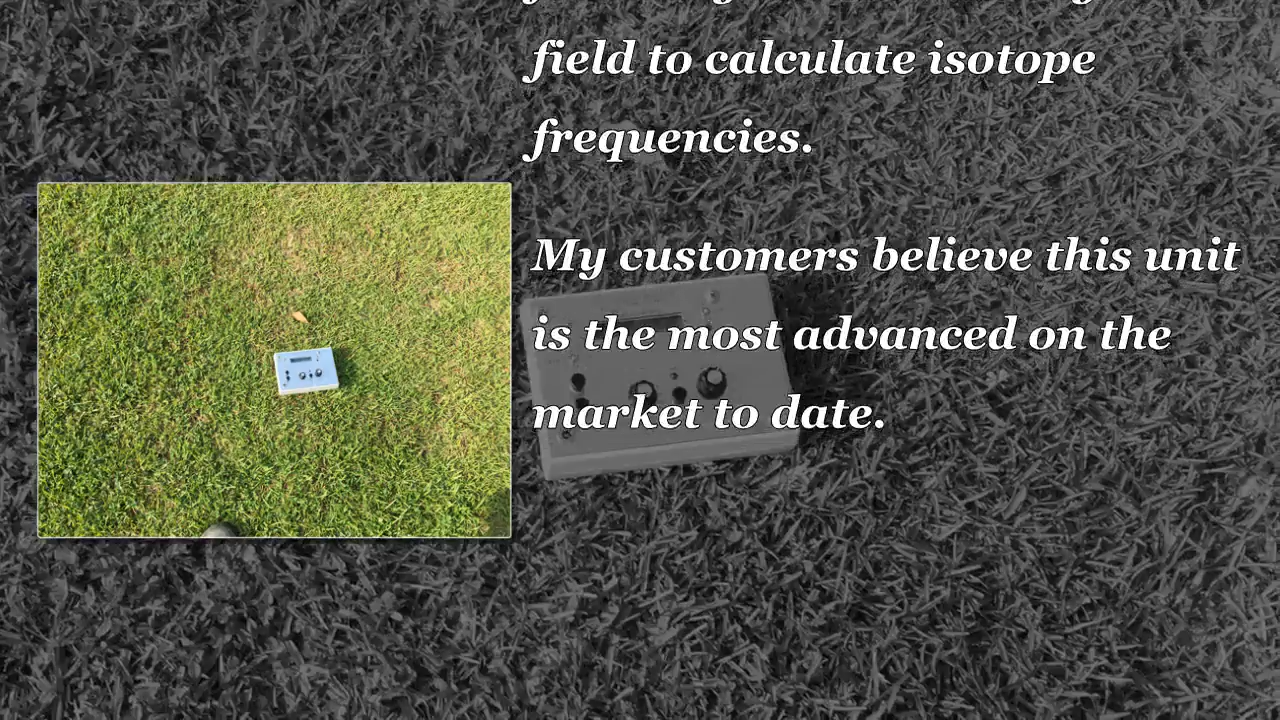 field to calculate isotope
frequencies.
My customers believe this unit
is the most advanced on the
market to date.